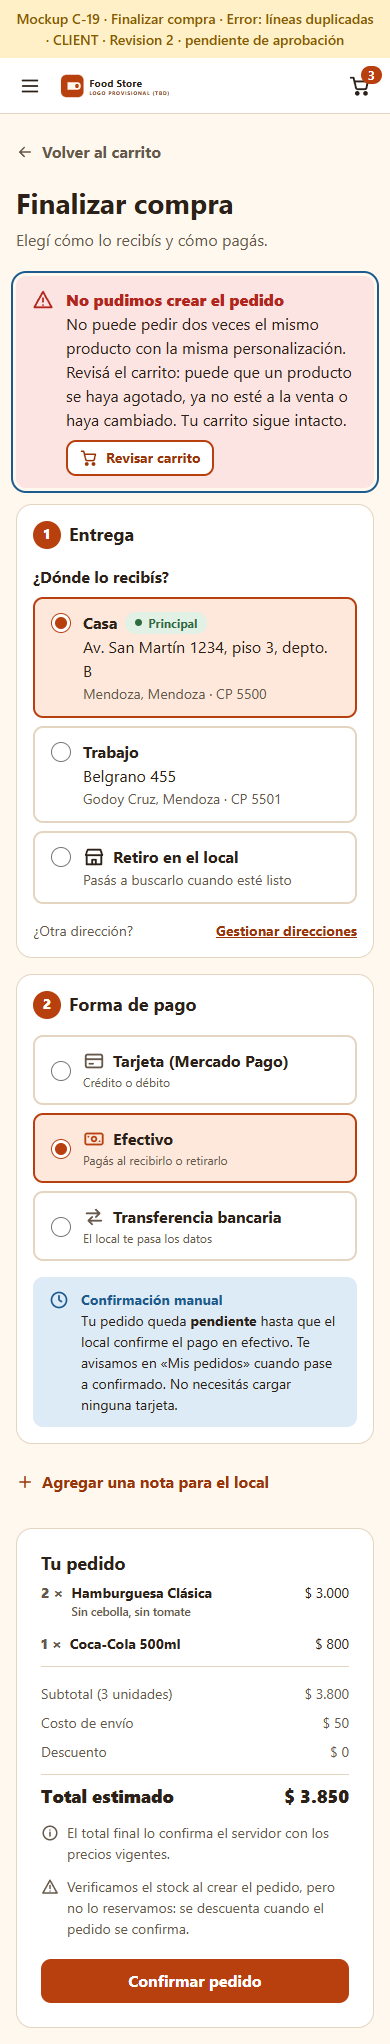 Mockup C-19 · Finalizar compra · Error: líneas duplicadas
· CLIENT · Revision 2 · pendiente de aprobación
Food Store
LOGO PROVISIONAL (TBD)
3
Volver al carrito
Finalizar compra
Elegí cómo lo recibís y cómo pagás.
No pudimos crear el pedido
No puede pedir dos veces el mismo
producto con la misma personalización.
Revisá el carrito: puede que un producto
se haya agotado, ya no esté a la venta o
haya cambiado. Tu carrito sigue intacto.
Revisar carrito
1 Entrega
¿Dónde lo recibís?
Casa Principal
Av. San Martín 1234, piso 3, depto.
B
Mendoza, Mendoza · CP 5500
Trabajo
Belgrano 455
Godoy Cruz, Mendoza · CP 5501
Retiro en el local
Pasás a buscarlo cuando esté listo
¿Otra dirección? Gestionar direcciones
2 Forma de pago
Tarjeta (Mercado Pago)
Crédito o débito
Efectivo
Pagás al recibirlo o retirarlo
Transferencia bancaria
El local te pasa los datos
Confirmación manual
Tu pedido queda pendiente hasta que el
local confirme el pago en efectivo. Te
avisamos en «Mis pedidos» cuando pase
a confirmado. No necesitás cargar
ninguna tarjeta.
Agregar una nota para el local
Tu pedido
2 × Hamburguesa Clásica $ 3.000
Sin cebolla, sin tomate
1 × Coca-Cola 500ml $ 800
Subtotal (3 unidades) $ 3.800
Costo de envío $ 50
Descuento $ 0
Total estimado $ 3.850
El total final lo confirma el servidor con los
precios vigentes.
Verificamos el stock al crear el pedido, pero
no lo reservamos: se descuenta cuando el
pedido se confirma.
Confirmar pedido